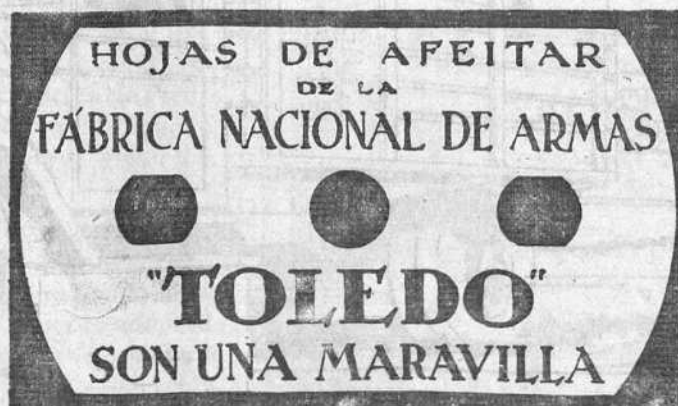 HOJAS DE AFEITAR
DE LA
FÁBRICA NACIONAL DE ARMAS
"TOLEDO"
SON UNA MARAVILLA